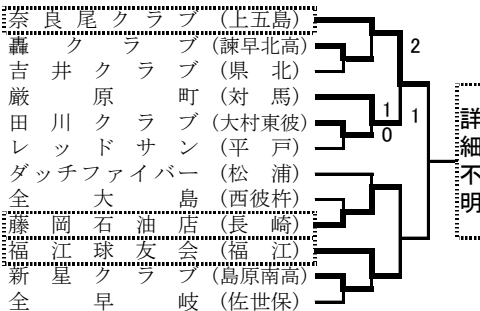 奈良尾クラブ (上五島)
轟クラブ (諫早北高)
吉井クラブ (県北)
厳原町 (対馬)
田川クラブ (大村東彼)
レッドサン (平戸)
ダッチファイバー (松浦)
全大島 (西彼杵)
藤岡石油店 (長崎)
福江球友会 (福江)
新星クラブ (島原南高)
全早岐 (佐世保)
2
1
1
0
詳細不明